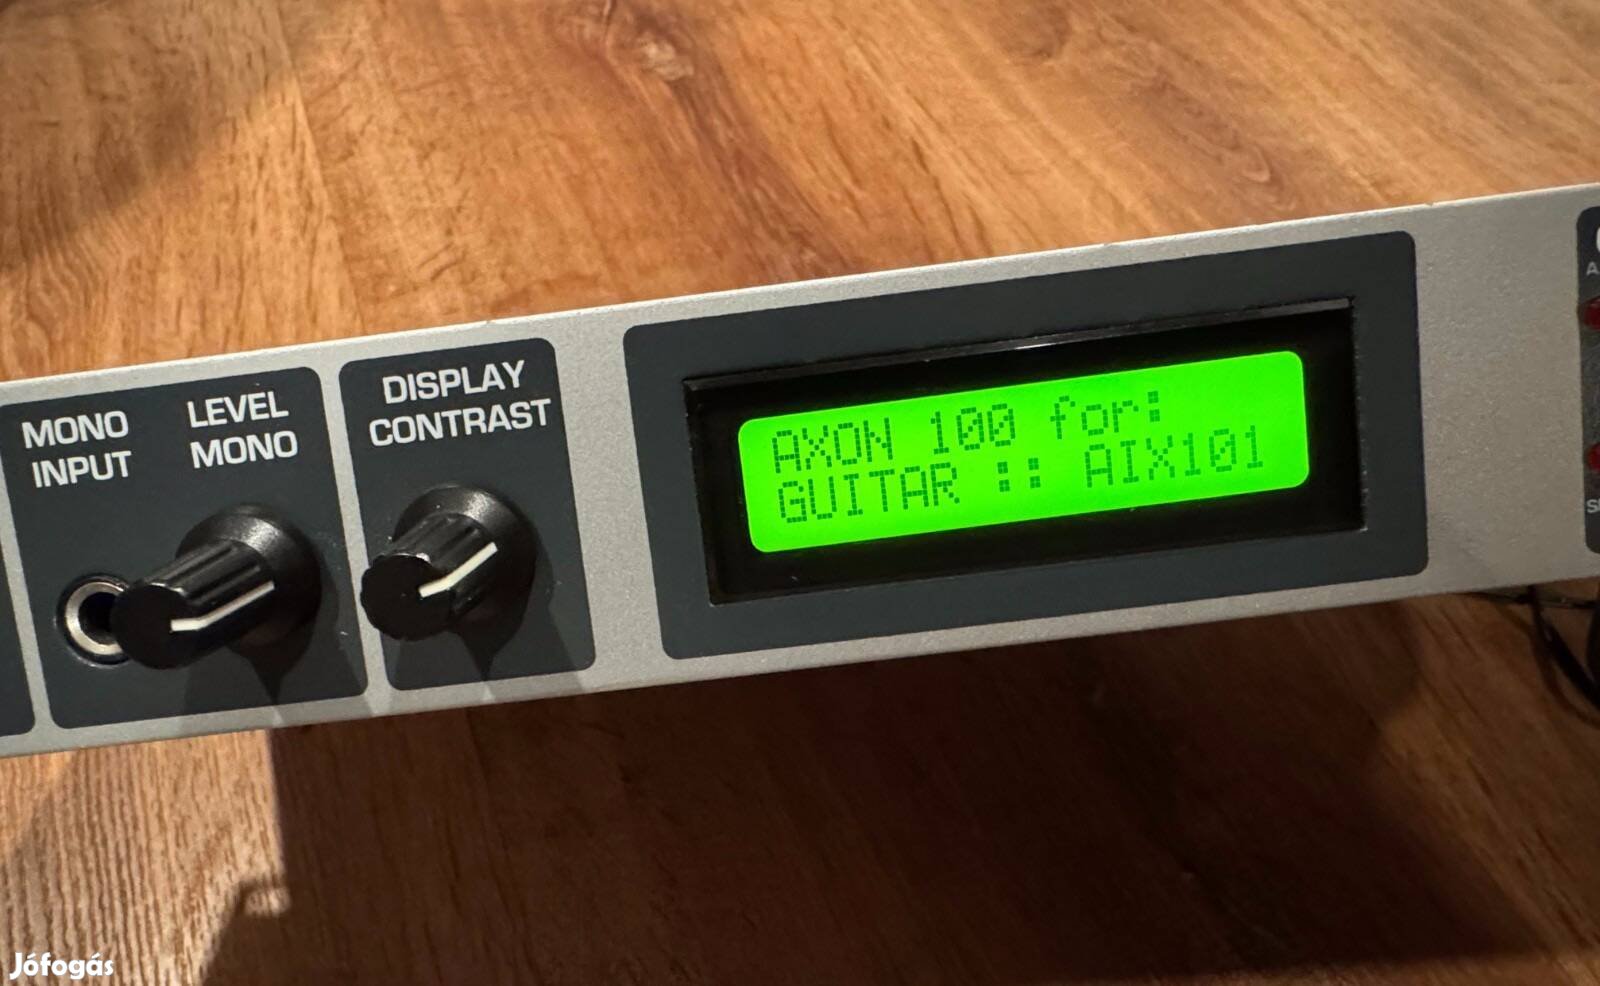 MONO
INPUT
LEVEL
MONO
DISPLAY
CONTRAST
AXON 100 for:
GUITAR :: AIX101
Jófogás